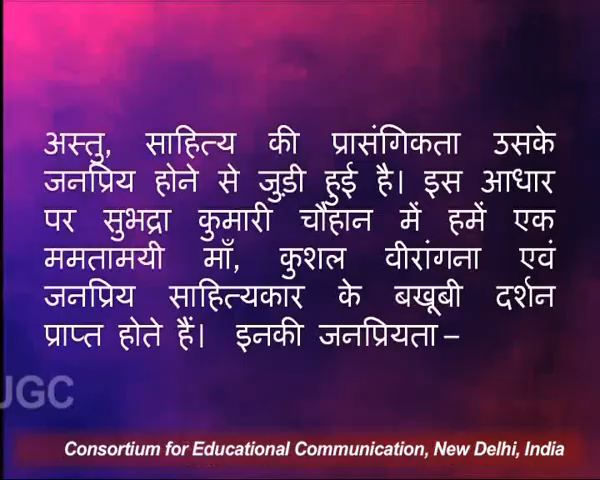 अस्तु, साहित्य की प्रासंगिकता उसके
जनप्रिय होने से जुड़ी हुई है। इस आधार
पर सुभद्रा कुमारी चौहान में हमें एक
ममतामयी माँ, कुशल वीरांगना एवं
जनप्रिय साहित्यकार के बखूबी दर्शन
प्राप्त होते हैं। इनकी जनप्रियता –
UGC
Consortium for Educational Communication, New Delhi, India